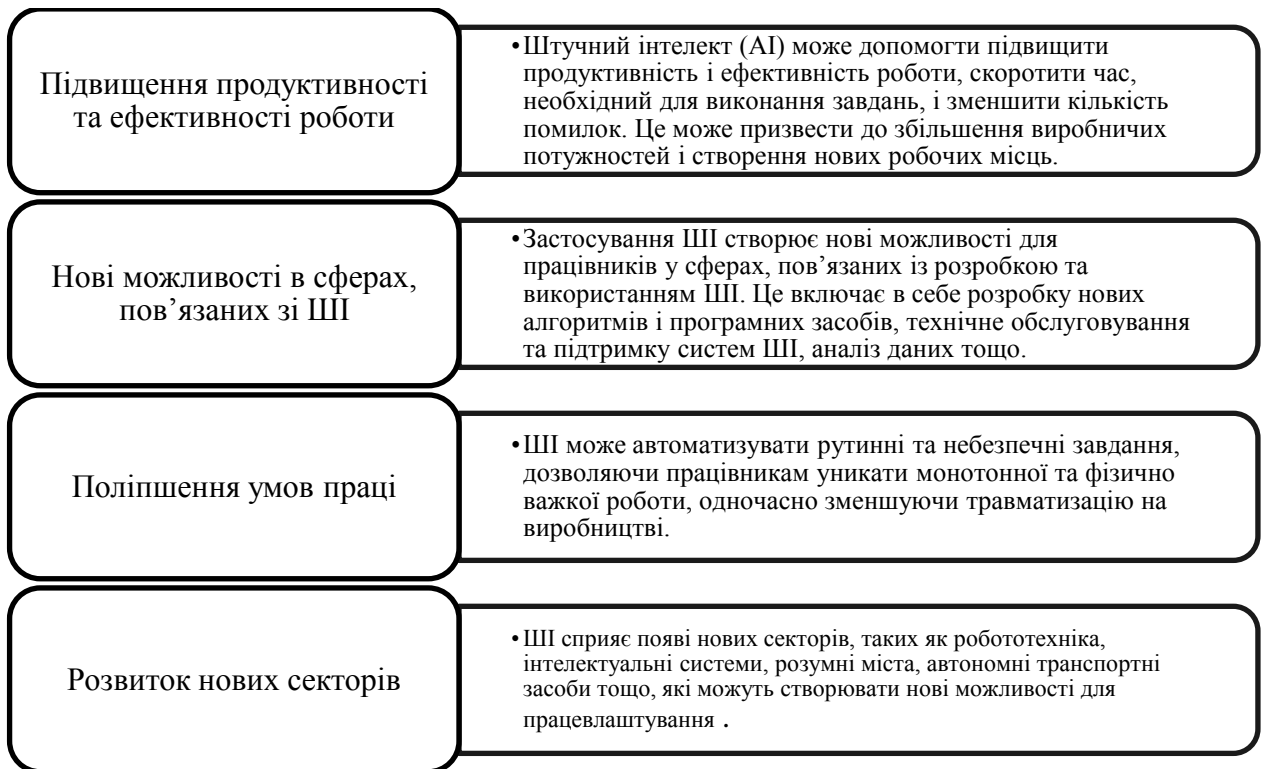 Підвищення продуктивності
та ефективності роботи
•Штучний інтелект (AI) може допомогти підвищити
продуктивність і ефективність роботи, скоротити час,
необхідний для виконання завдань, і зменшити кількість
помилок. Це може призвести до збільшення виробничих
потужностей і створення нових робочих місць.
Нові можливості в сферах,
пов’язаних зі ШІ
•Застосування ШІ створює нові можливості для
працівників у сферах, пов’язаних із розробкою та
використанням ШІ. Це включає в себе розробку нових
алгоритмів і програмних засобів, технічне обслуговування
та підтримку систем ШІ, аналіз даних тощо.
Поліпшення умов праці
•ШІ може автоматизувати рутинні та небезпечні завдання,
дозволяючи працівникам уникати монотонної та фізично
важкої роботи, одночасно зменшуючи травматизацію на
виробництві.
Розвиток нових секторів
•ШІ сприяє появі нових секторів, таких як робототехніка,
інтелектуальні системи, розумні міста, автономні транспортні
засоби тощо, які можуть створювати нові можливості для
працевлаштування .